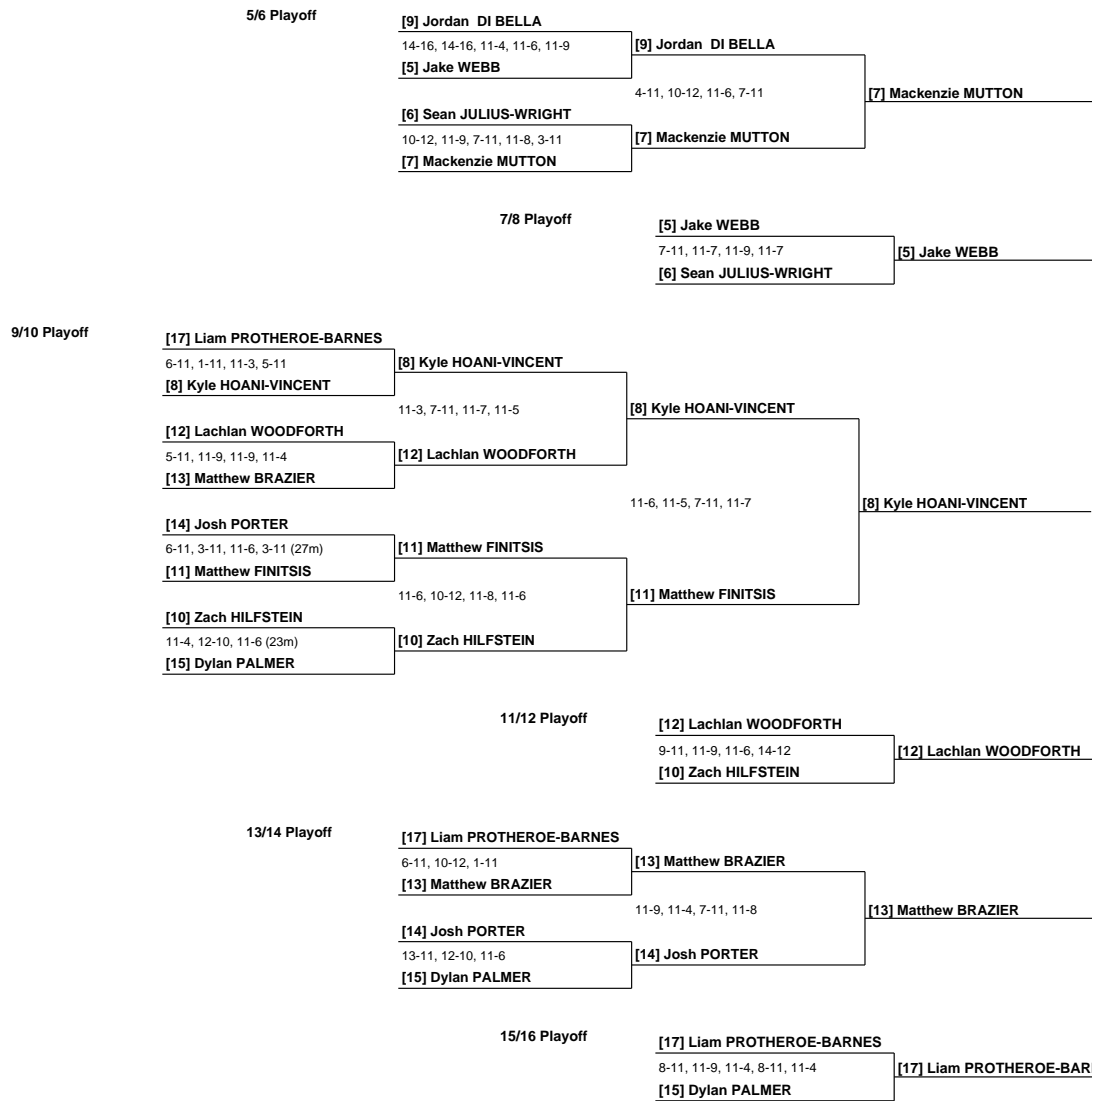 5/6 Playoff
[9] Jordan  DI BELLA
14-16, 14-16, 11-4, 11-6, 11-9
[9] Jordan  DI BELLA
[5] Jake WEBB
4-11, 10-12, 11-6, 7-11
[7] Mackenzie MUTTON
[6] Sean JULIUS-WRIGHT
10-12, 11-9, 7-11, 11-8, 3-11
[7] Mackenzie MUTTON
[7] Mackenzie MUTTON
7/8 Playoff
[5] Jake WEBB
7-11, 11-7, 11-9, 11-7
[5] Jake WEBB
[6] Sean JULIUS-WRIGHT
9/10 Playoff
[17] Liam PROTHEROE-BARNES
6-11, 1-11, 11-3, 5-11
[8] Kyle HOANI-VINCENT
[8] Kyle HOANI-VINCENT
11-3, 7-11, 11-7, 11-5
[8] Kyle HOANI-VINCENT
[12] Lachlan WOODFORTH
5-11, 11-9, 11-9, 11-4
[12] Lachlan WOODFORTH
[13] Matthew BRAZIER
11-6, 11-5, 7-11, 11-7
[8] Kyle HOANI-VINCENT
[14] Josh PORTER
6-11, 3-11, 11-6, 3-11 (27m)
[11] Matthew FINITSIS
[11] Matthew FINITSIS
11-6, 10-12, 11-8, 11-6
[11] Matthew FINITSIS
[10] Zach HILFSTEIN
11-4, 12-10, 11-6 (23m)
[10] Zach HILFSTEIN
[15] Dylan PALMER
11/12 Playoff
[12] Lachlan WOODFORTH
9-11, 11-9, 11-6, 14-12
[12] Lachlan WOODFORTH
[10] Zach HILFSTEIN
13/14 Playoff
[17] Liam PROTHEROE-BARNES
6-11, 10-12, 1-11
[13] Matthew BRAZIER
[13] Matthew BRAZIER
11-9, 11-4, 7-11, 11-8
[13] Matthew BRAZIER
[14] Josh PORTER
13-11, 12-10, 11-6
[14] Josh PORTER
[15] Dylan PALMER
15/16 Playoff
[17] Liam PROTHEROE-BARNES
8-11, 11-9, 11-4, 8-11, 11-4
[17] Liam PROTHEROE-BAR
[15] Dylan PALMER